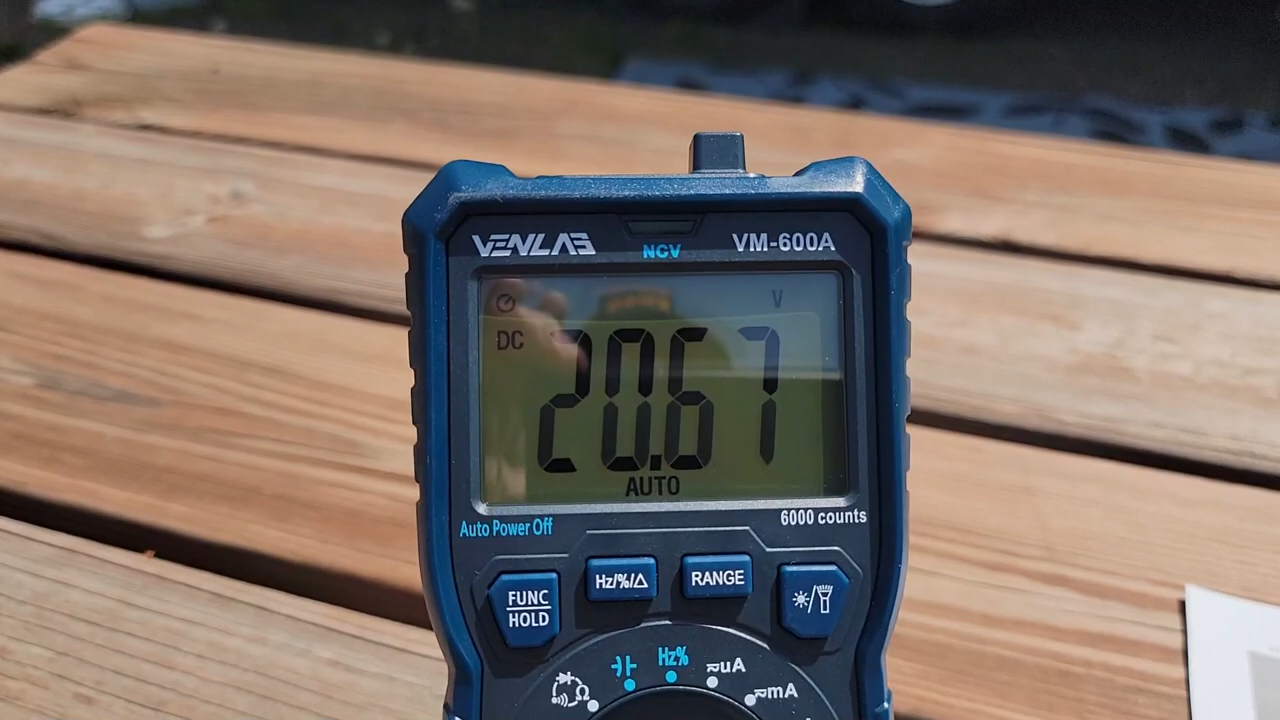 VENLAB
NCV
VM-600A
V
DC
20.67
AUTO
Auto Power Off
6000 counts
FUNC
HOLD
Hz/%/Δ
RANGE
Hz%
uA
mA
Ω